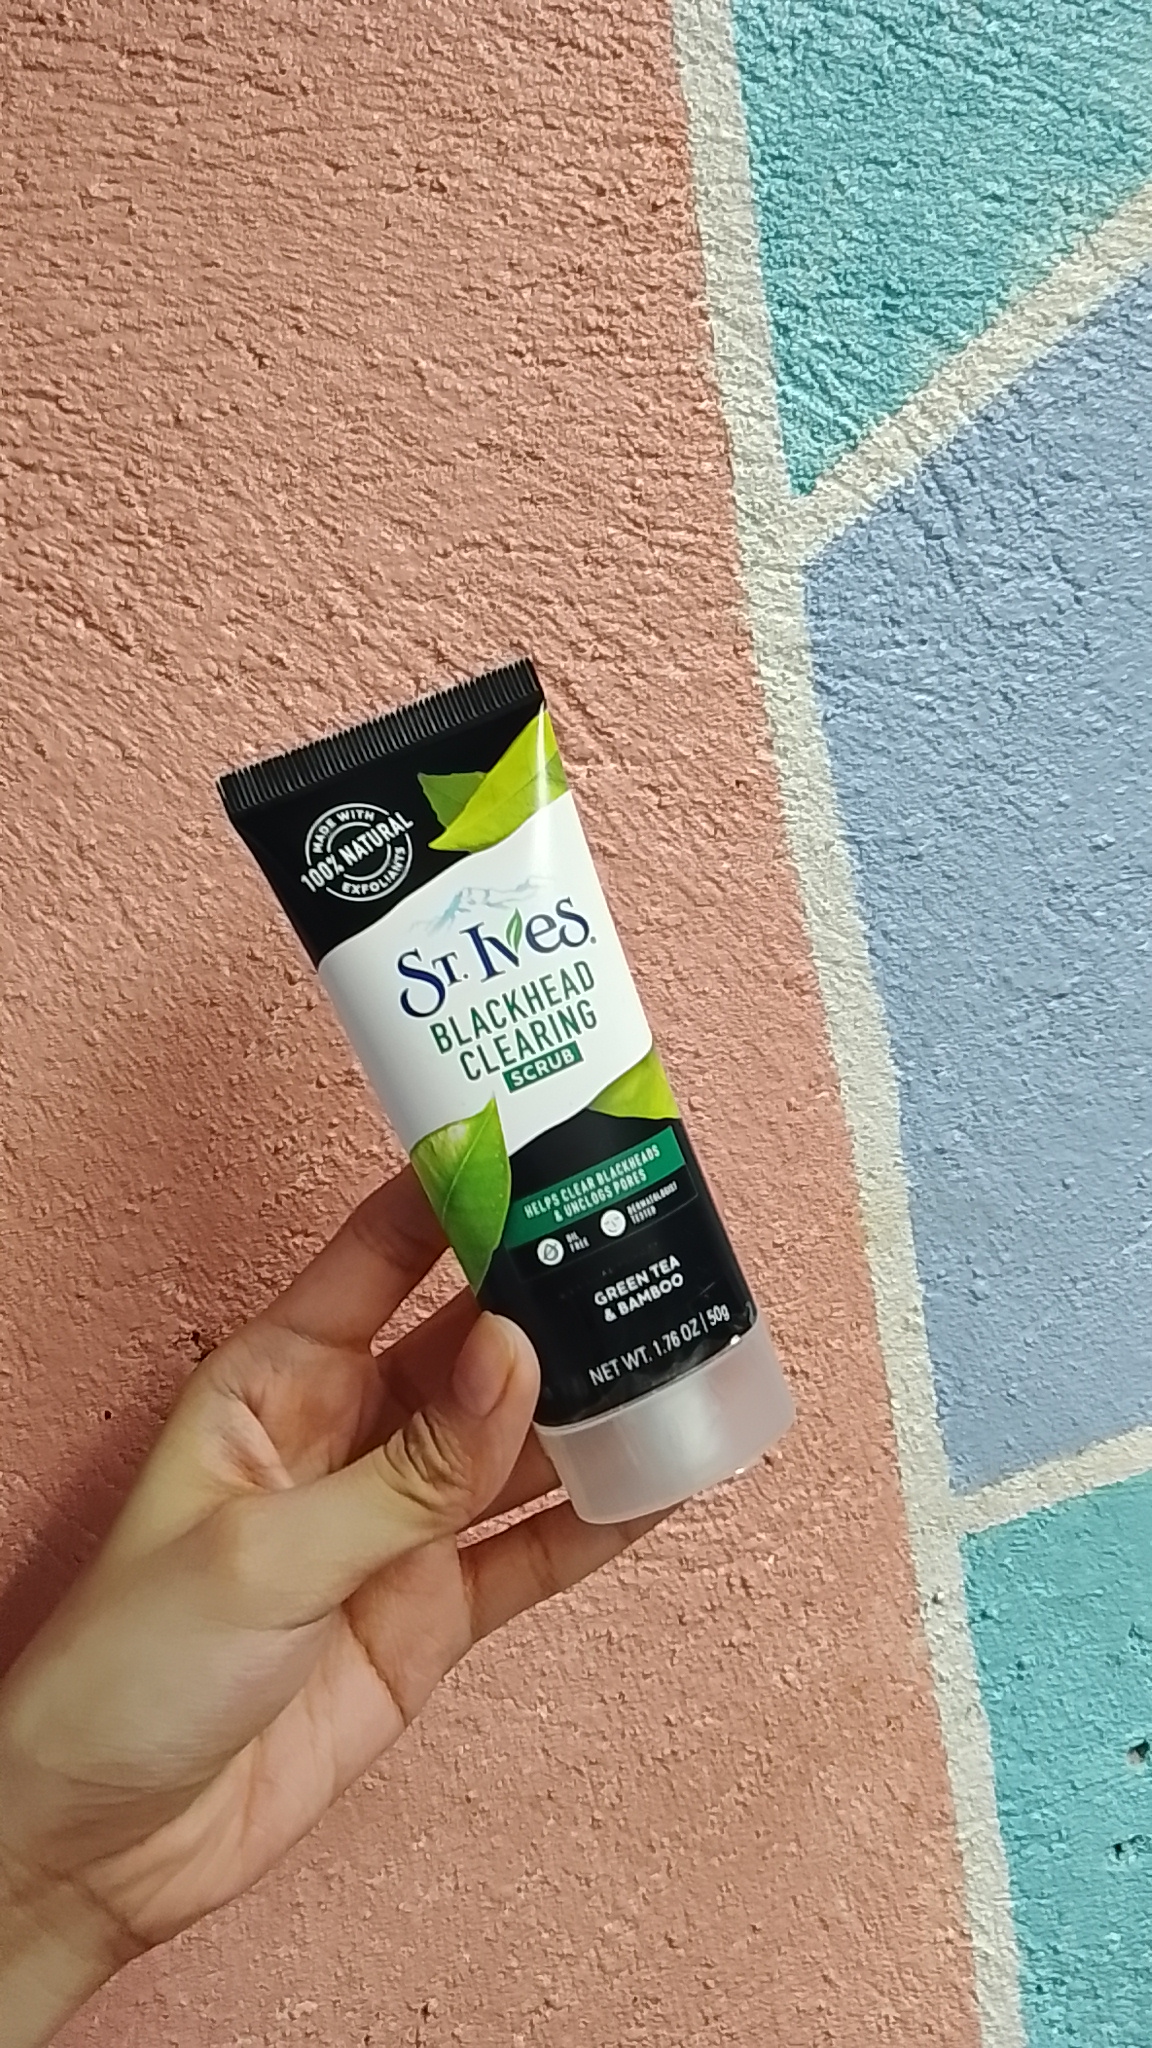 MADE WITH
100% NATURAL
EXFOLIANTS
ST. IVES.
BLACKHEAD
CLEARING
SCRUB
HELPS CLEAR BLACKHEADS
& UNCLOGS PORES
OIL
FREE
DERMATOLOGIST
TESTED
GREEN TEA
& BAMBOO
NET WT. 1.76 OZ | 50g